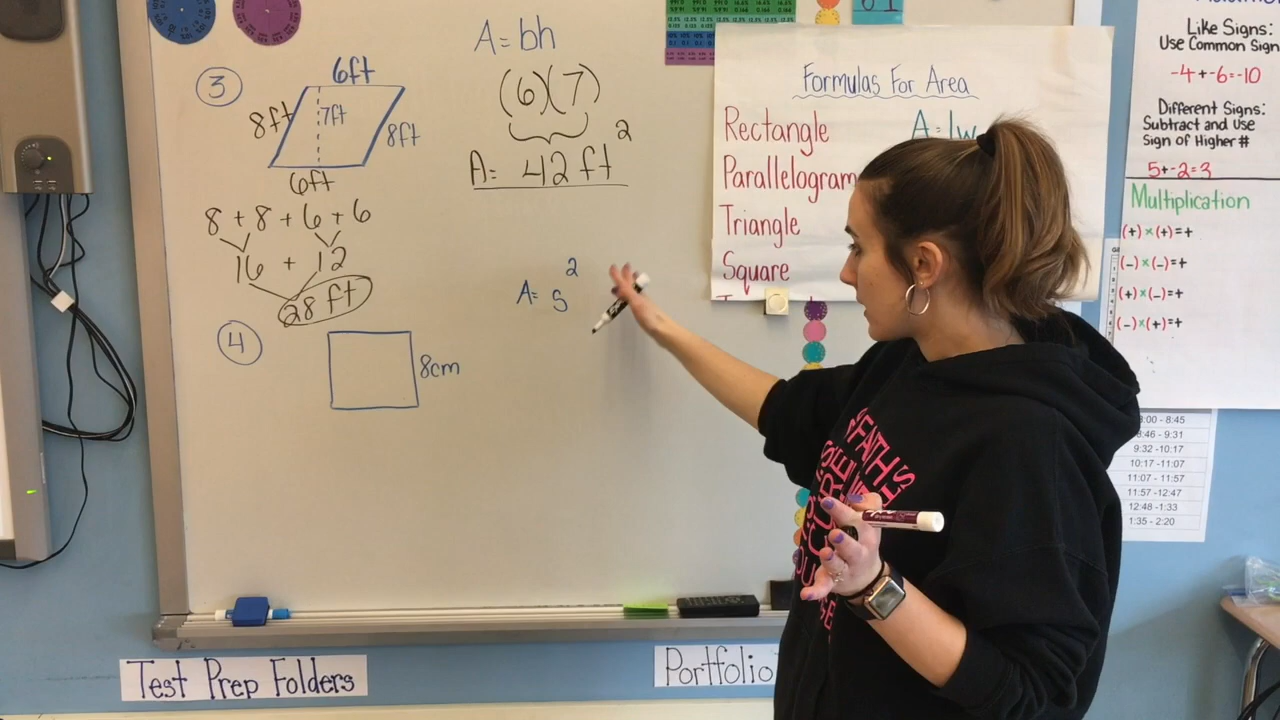 3
6ft
8ft
7ft
8ft
6ft
8 + 8 + 6 + 6
16 + 12
28 ft
A = bh
(6)(7)
A = 42 ft²
4
8cm
A = s²
Formulas For Area
Rectangle A = lw
Parallelogram
Triangle
Square
Like Signs:
Use Common Sign
-4 + -6 = -10
Different Signs:
Subtract and Use
Sign of Higher #
5 + -2 = 3
Multiplication
(+) × (+) = +
(-) × (-) = +
(+) × (-) = +
(-) × (+) = +
:00 - 8:45
8:46 - 9:31
9:32 -10:17
10:17 -11:07
11:07 - 11:57
11:57 -12:47
12:48 -1:33
1:35 - 2:20
FAITH'S
CURE
Test Prep Folders
Portfolio